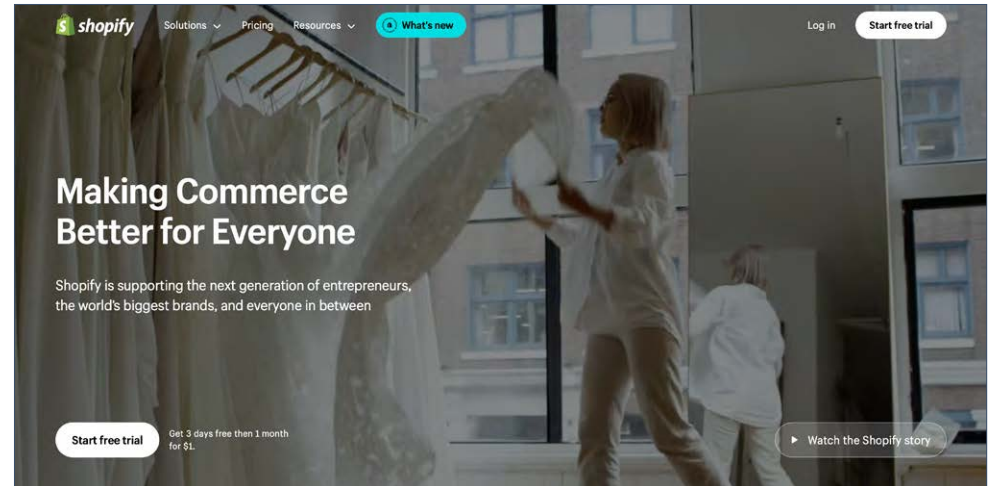 shopify
Solutions
Pricing
Resources
What's new
Log in
Start free trial
Making Commerce
Better for Everyone
Shopify is supporting the next generation of entrepreneurs,
the world's biggest brands, and everyone in between
Start free trial
Get 3 days free then 1 month
for $1.
Watch the Shopify story